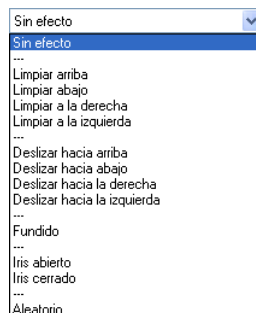 Sin efecto
Sin efecto
---
Limpiar arriba
Limpiar abajo
Limpiar a la derecha
Limpiar a la izquierda
---
Deslizar hacia arriba
Deslizar hacia abajo
Deslizar hacia la derecha
Deslizar hacia la izquierda
---
Fundido
---
Iris abierto
Iris cerrado
---
Aleatorio